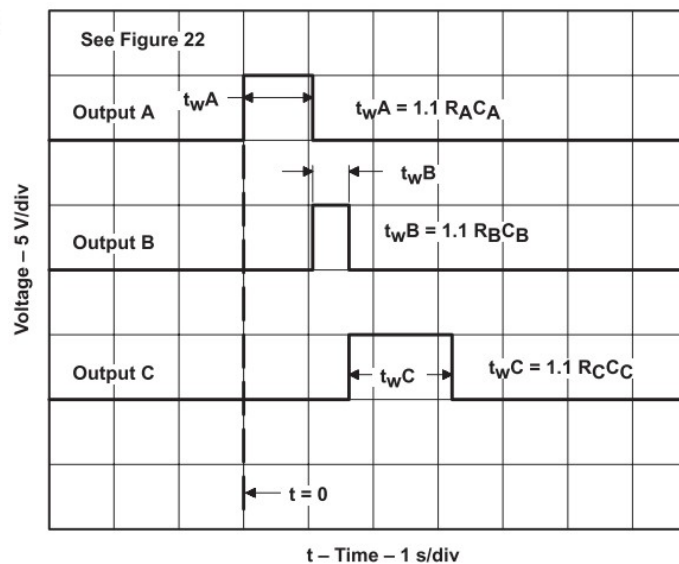 See Figure 22
Output A
twA
twA = 1.1 RACA
twB
Output B
twB = 1.1 RBCB
Output C
twC
twC = 1.1 RCCC
t = 0
Voltage – 5 V/div
t – Time – 1 s/div